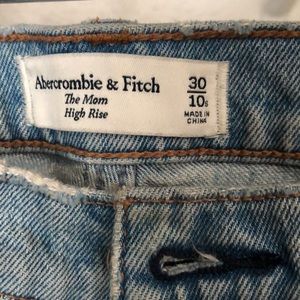 Abercrombie & Fitch
The Mom
High Rise
30
10s
MADE IN
CHINA